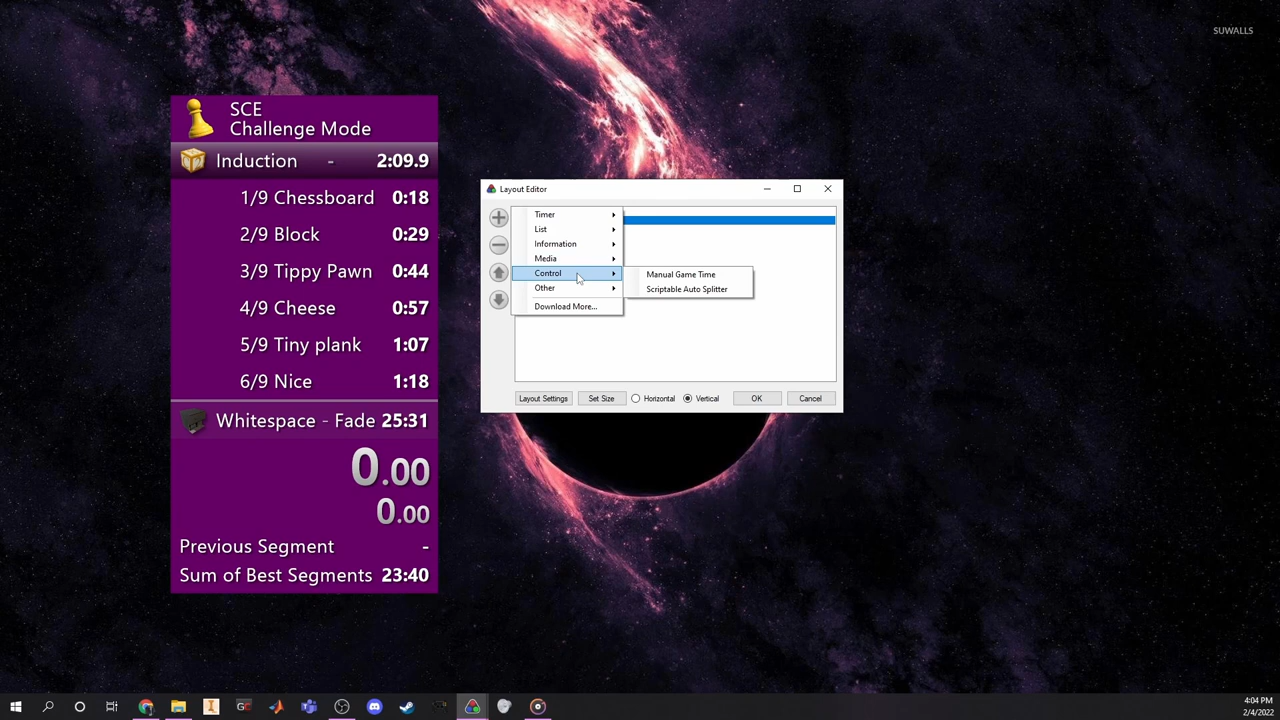 SUWALLS
SCE
Challenge Mode
Induction - 2:09.9
1/9 Chessboard 0:18
2/9 Block 0:29
3/9 Tippy Pawn 0:44
4/9 Cheese 0:57
5/9 Tiny plank 1:07
6/9 Nice 1:18
Whitespace - Fade 25:31
0.00
0.00
Previous Segment -
Sum of Best Segments 23:40
Layout Editor
Timer
List
Information
Media
Control
Other
Download More...
Manual Game Time
Scriptable Auto Splitter
Layout Settings
Set Size
Horizontal
Vertical
OK
Cancel
4:04 PM
2/4/2022